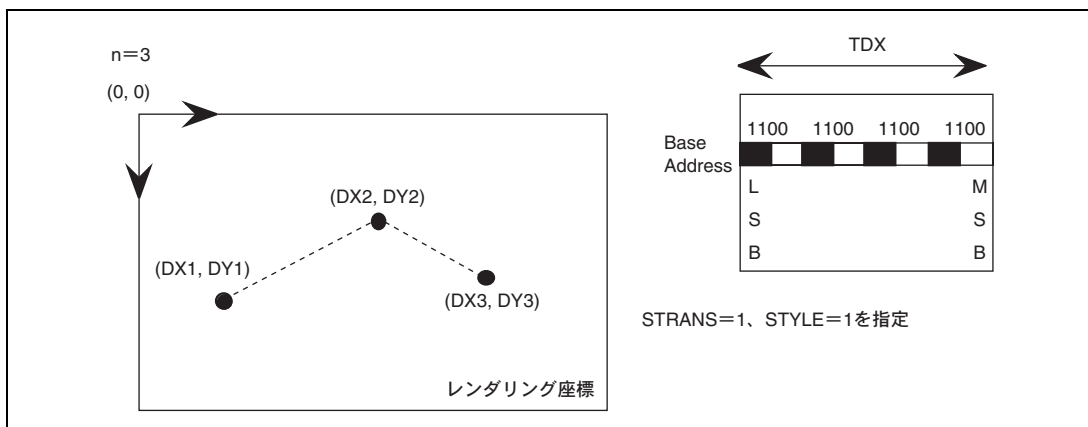 n＝3
(0, 0)
(DX2, DY2)
(DX1, DY1)
(DX3, DY3)
レンダリング座標
TDX
1100 1100 1100 1100
Base
Address
L M
S S
B B
STRANS＝1、STYLE＝1を指定